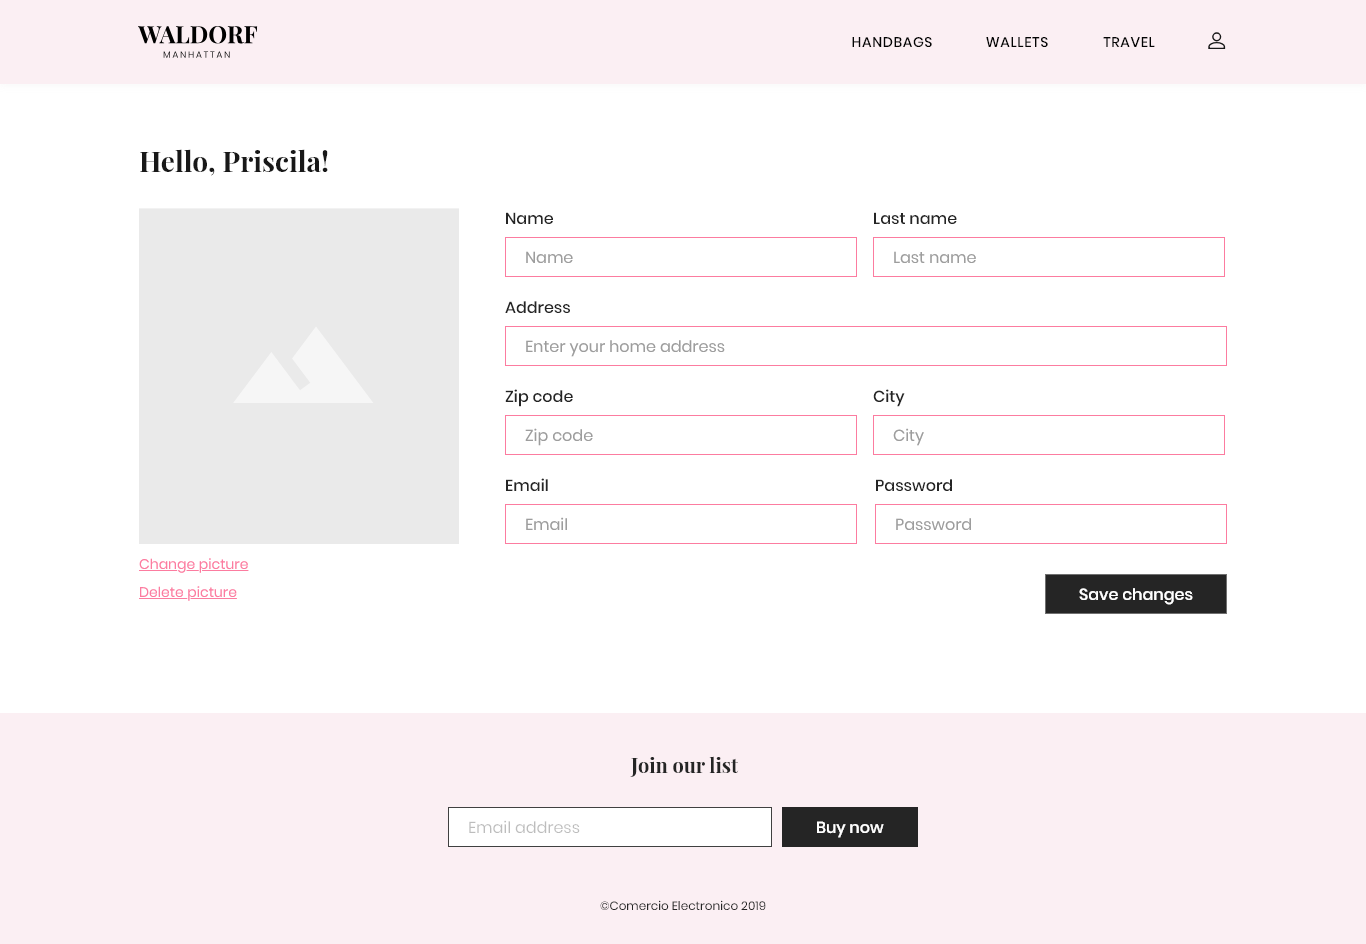 WALDORF
MANHATTAN
HANDBAGS
WALLETS
TRAVEL
Hello, Priscila!
Name
Last name
Name
Last name
Address
Enter your home address
Zip code
City
Zip code
City
Email
Password
Email
Password
Change picture
Delete picture
Save changes
Join our list
Email address
Buy now
©Comercio Electronico 2019